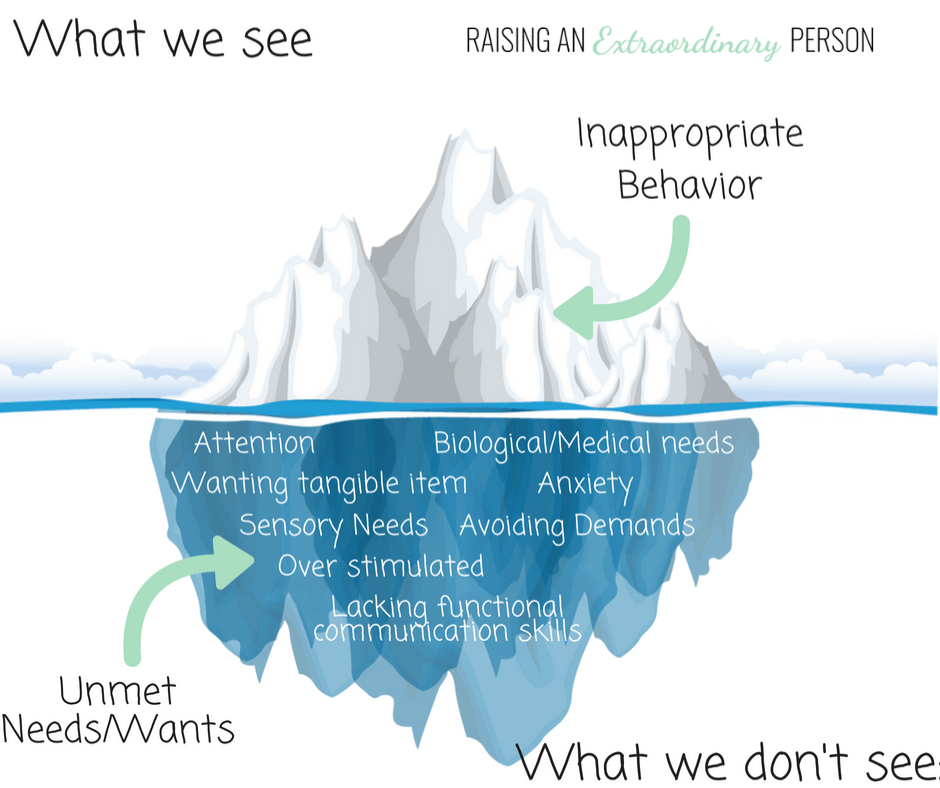 What we see
RAISING AN Extraordinary PERSON
Inappropriate
Behavior
Attention
Biological/Medical needs
Wanting tangible item
Anxiety
Sensory Needs
Avoiding Demands
Over stimulated
Lacking functional
communication skills
Unmet
Needs/Wants
What we don't see: